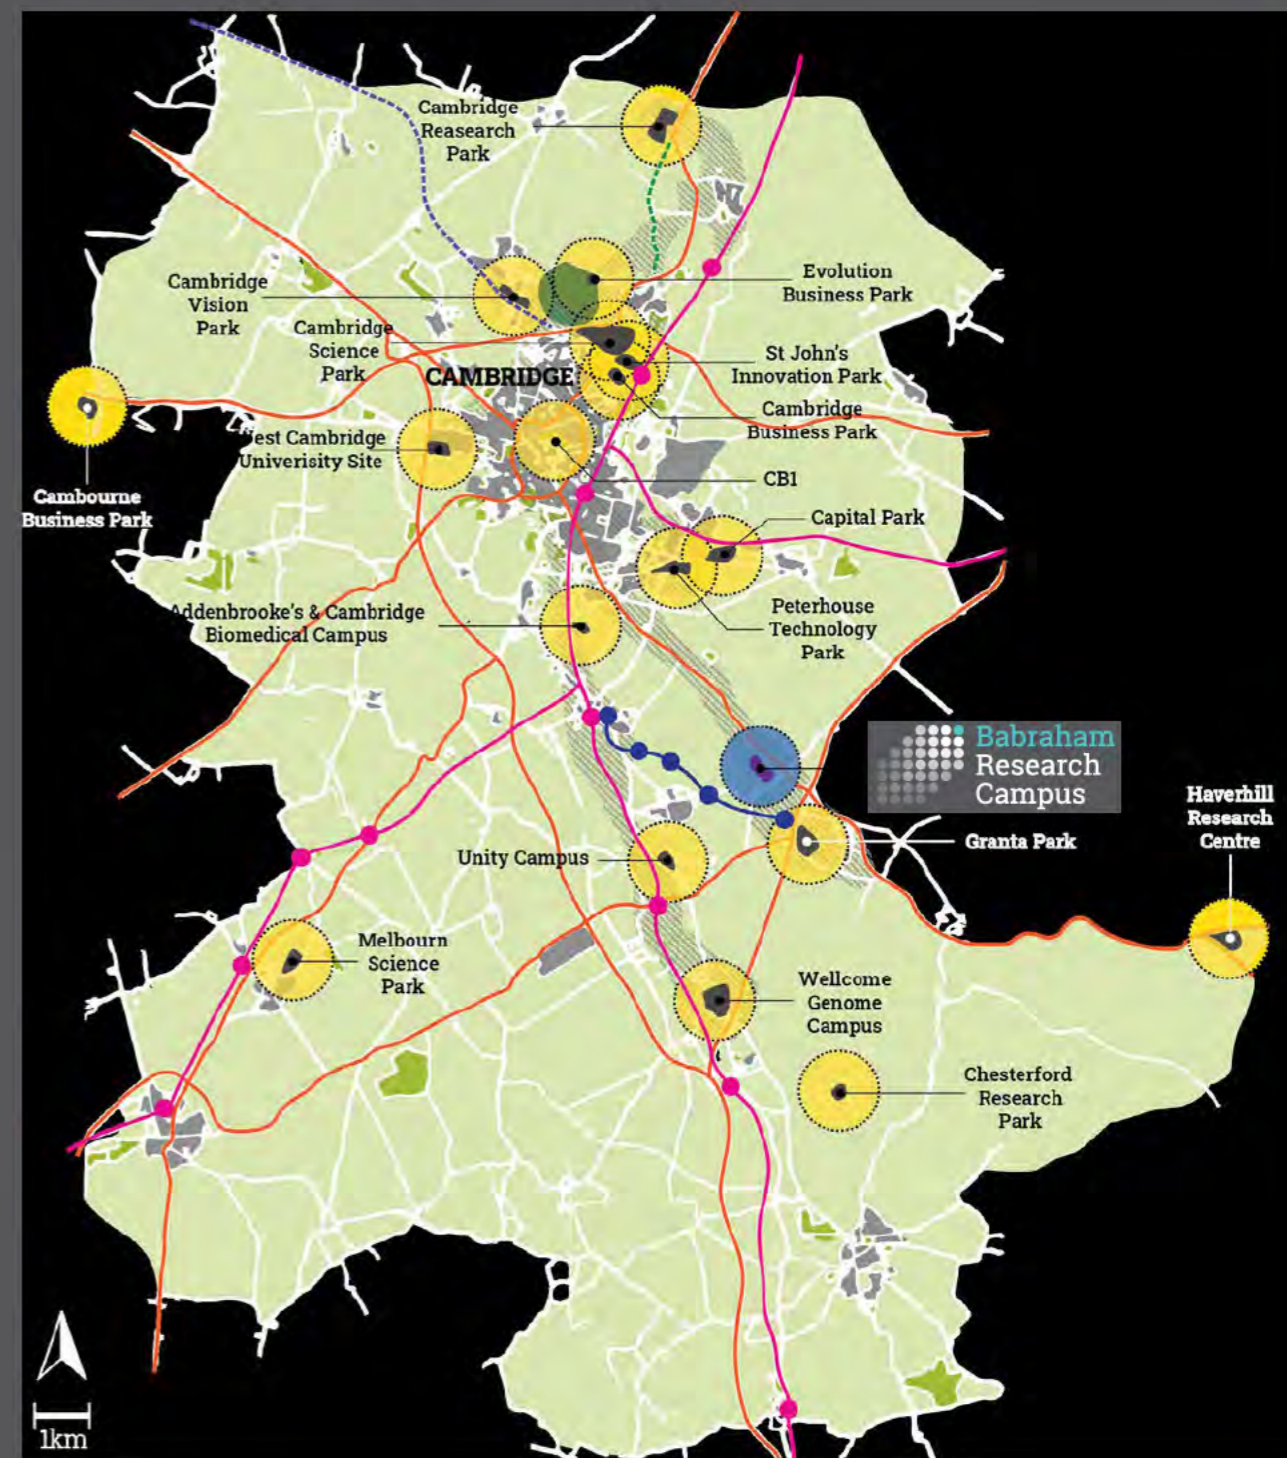 Cambridge
Reasearch
Park
Cambridge
Vision
Park
Evolution
Business Park
Cambridge
Science
Park
St John's
Innovation Park
CAMBRIDGE
Cambridge
Business Park
est Cambridge
Univerisity Site
CB1
Cambourne
Business Park
Capital Park
Addenbrooke's & Cambridge
Biomedical Campus
Peterhouse
Technology
Park
Babraham
Research
Campus
Haverhill
Research
Centre
Granta Park
Unity Campus
Melbourn
Science
Park
Wellcome
Genome
Campus
Chesterford
Research
Park
1km